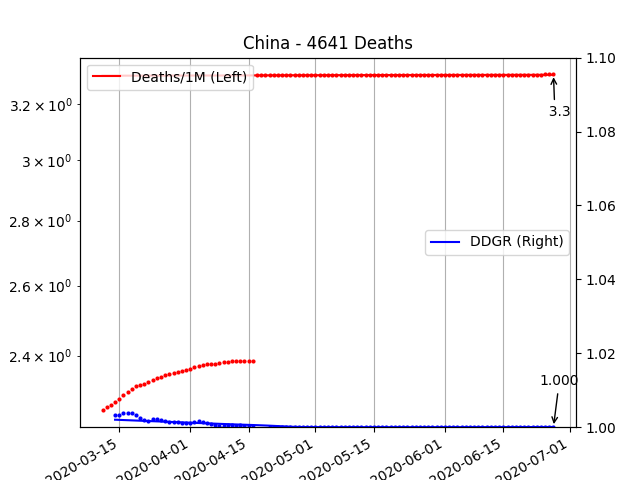 China - 4641 Deaths
Deaths/1M (Left)
DDGR (Right)
3.2 × 10⁰
3 × 10⁰
2.8 × 10⁰
2.6 × 10⁰
2.4 × 10⁰
1.10
1.08
1.06
1.04
1.02
1.00
3.3
1.000
2020-03-15
2020-04-01
2020-04-15
2020-05-01
2020-05-15
2020-06-01
2020-06-15
2020-07-01